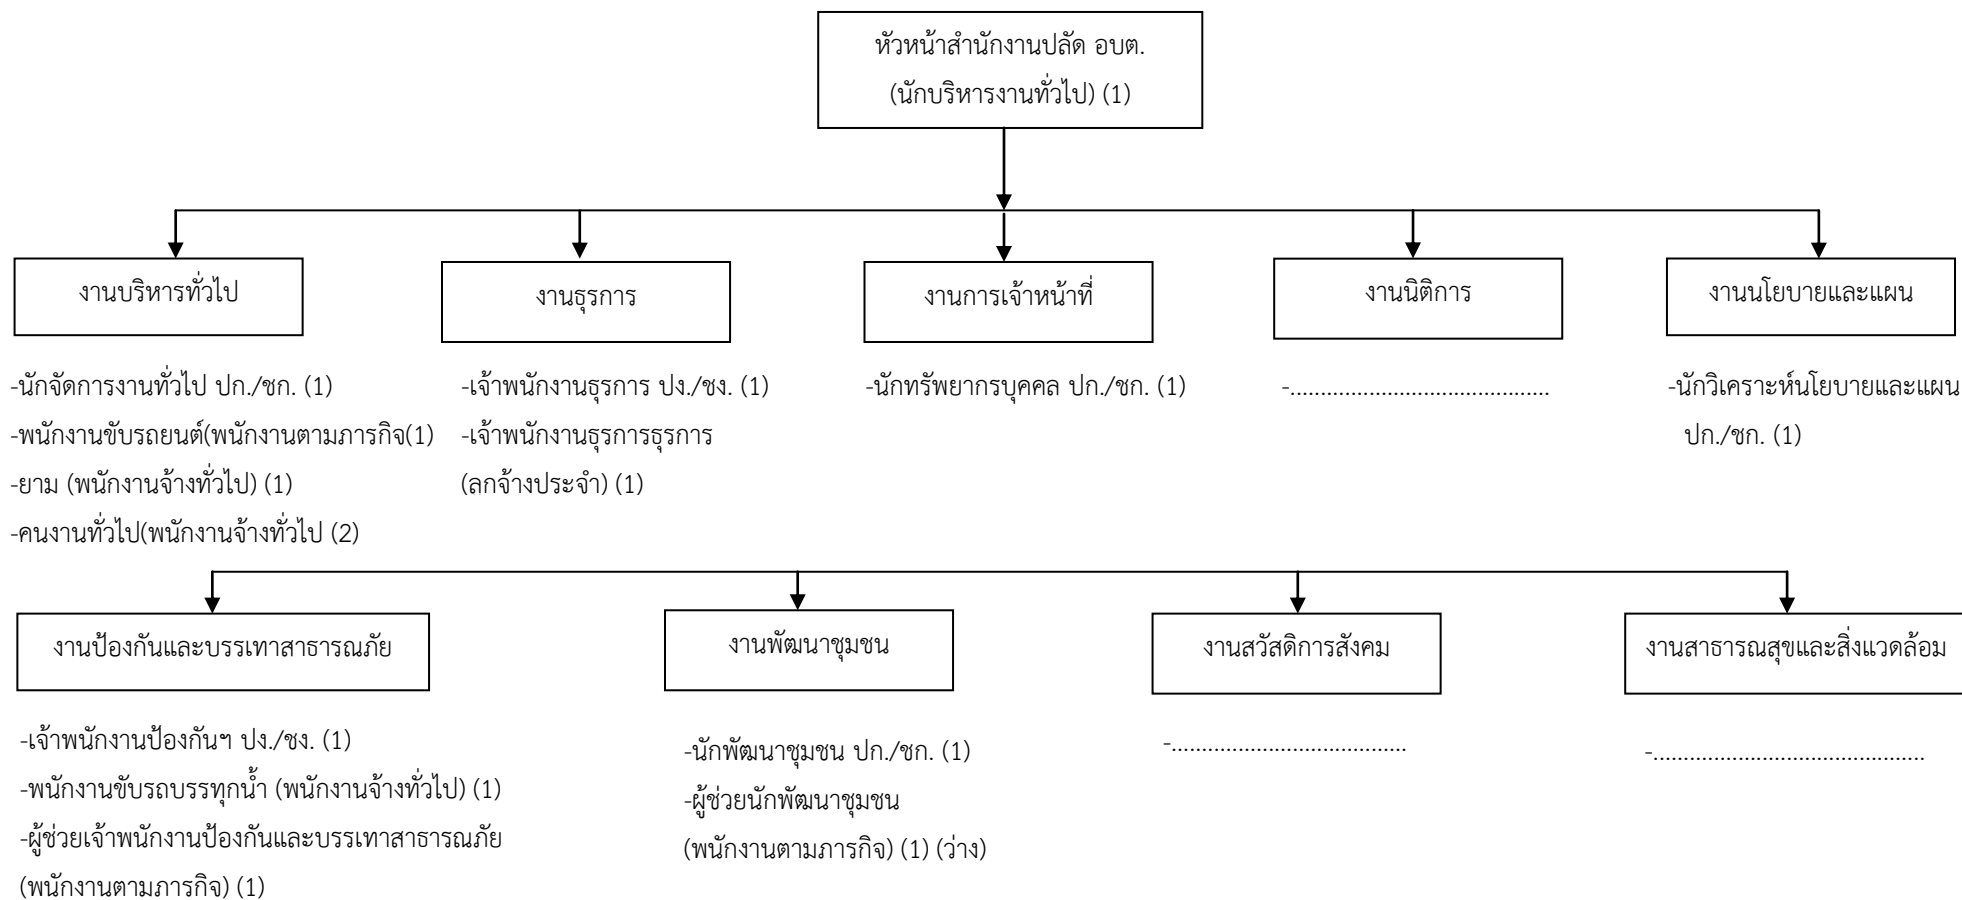 หัวหน้าสำนักงานปลัด อบต.
(นักบริหารงานทั่วไป) (1)
งานบริหารทั่วไป
งานธุรการ
งานการเจ้าหน้าที่
งานนิติการ
งานนโยบายและแผน
-นักจัดการงานทั่วไป ปก./ชก. (1)
-พนักงานขับรถยนต์(พนักงานตามภารกิจ(1)
-ยาม (พนักงานจ้างทั่วไป) (1)
-คนงานทั่วไป(พนักงานจ้างทั่วไป (2)
-เจ้าพนักงานธุรการ ปง./ชง. (1)
-เจ้าพนักงานธุรการธุรการ
(ลกจ้างประจำ) (1)
-นักทรัพยากรบุคคล ปก./ชก. (1)
-..........................................
-นักวิเคราะห์นโยบายและแผน
ปก./ชก. (1)
งานป้องกันและบรรเทาสาธารณภัย
งานพัฒนาชุมชน
งานสวัสดิการสังคม
งานสาธารณสุขและสิ่งแวดล้อม
-เจ้าพนักงานป้องกันฯ ปง./ชง. (1)
-พนักงานขับรถบรรทุกน้ำ (พนักงานจ้างทั่วไป) (1)
-ผู้ช่วยเจ้าพนักงานป้องกันและบรรเทาสาธารณภัย
(พนักงานตามภารกิจ) (1)
-นักพัฒนาชุมชน ปก./ชก. (1)
-ผู้ช่วยนักพัฒนาชุมชน
(พนักงานตามภารกิจ) (1) (ว่าง)
-......................................
-............................................